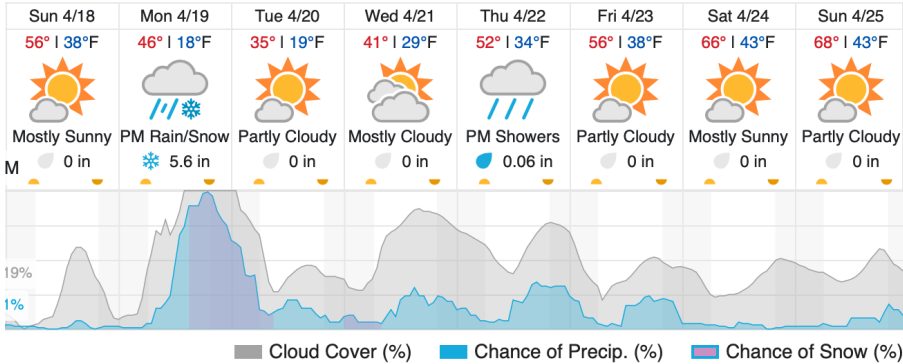 Sun 4/18 Mon 4/19 Tue 4/20 Wed 4/21 Thu 4/22 Fri 4/23 Sat 4/24 Sun 4/25
56° | 38°F 46° | 18°F 35° | 19°F 41° | 29°F 52° | 34°F 56° | 38°F 66° | 43°F 68° | 43°F
Mostly Sunny PM Rain/Snow Partly Cloudy Mostly Cloudy PM Showers Partly Cloudy Mostly Sunny Partly Cloudy
0 in 5.6 in 0 in 0 in 0.06 in 0 in 0 in 0 in
M
19%
1%
Cloud Cover (%) Chance of Precip. (%) Chance of Snow (%)